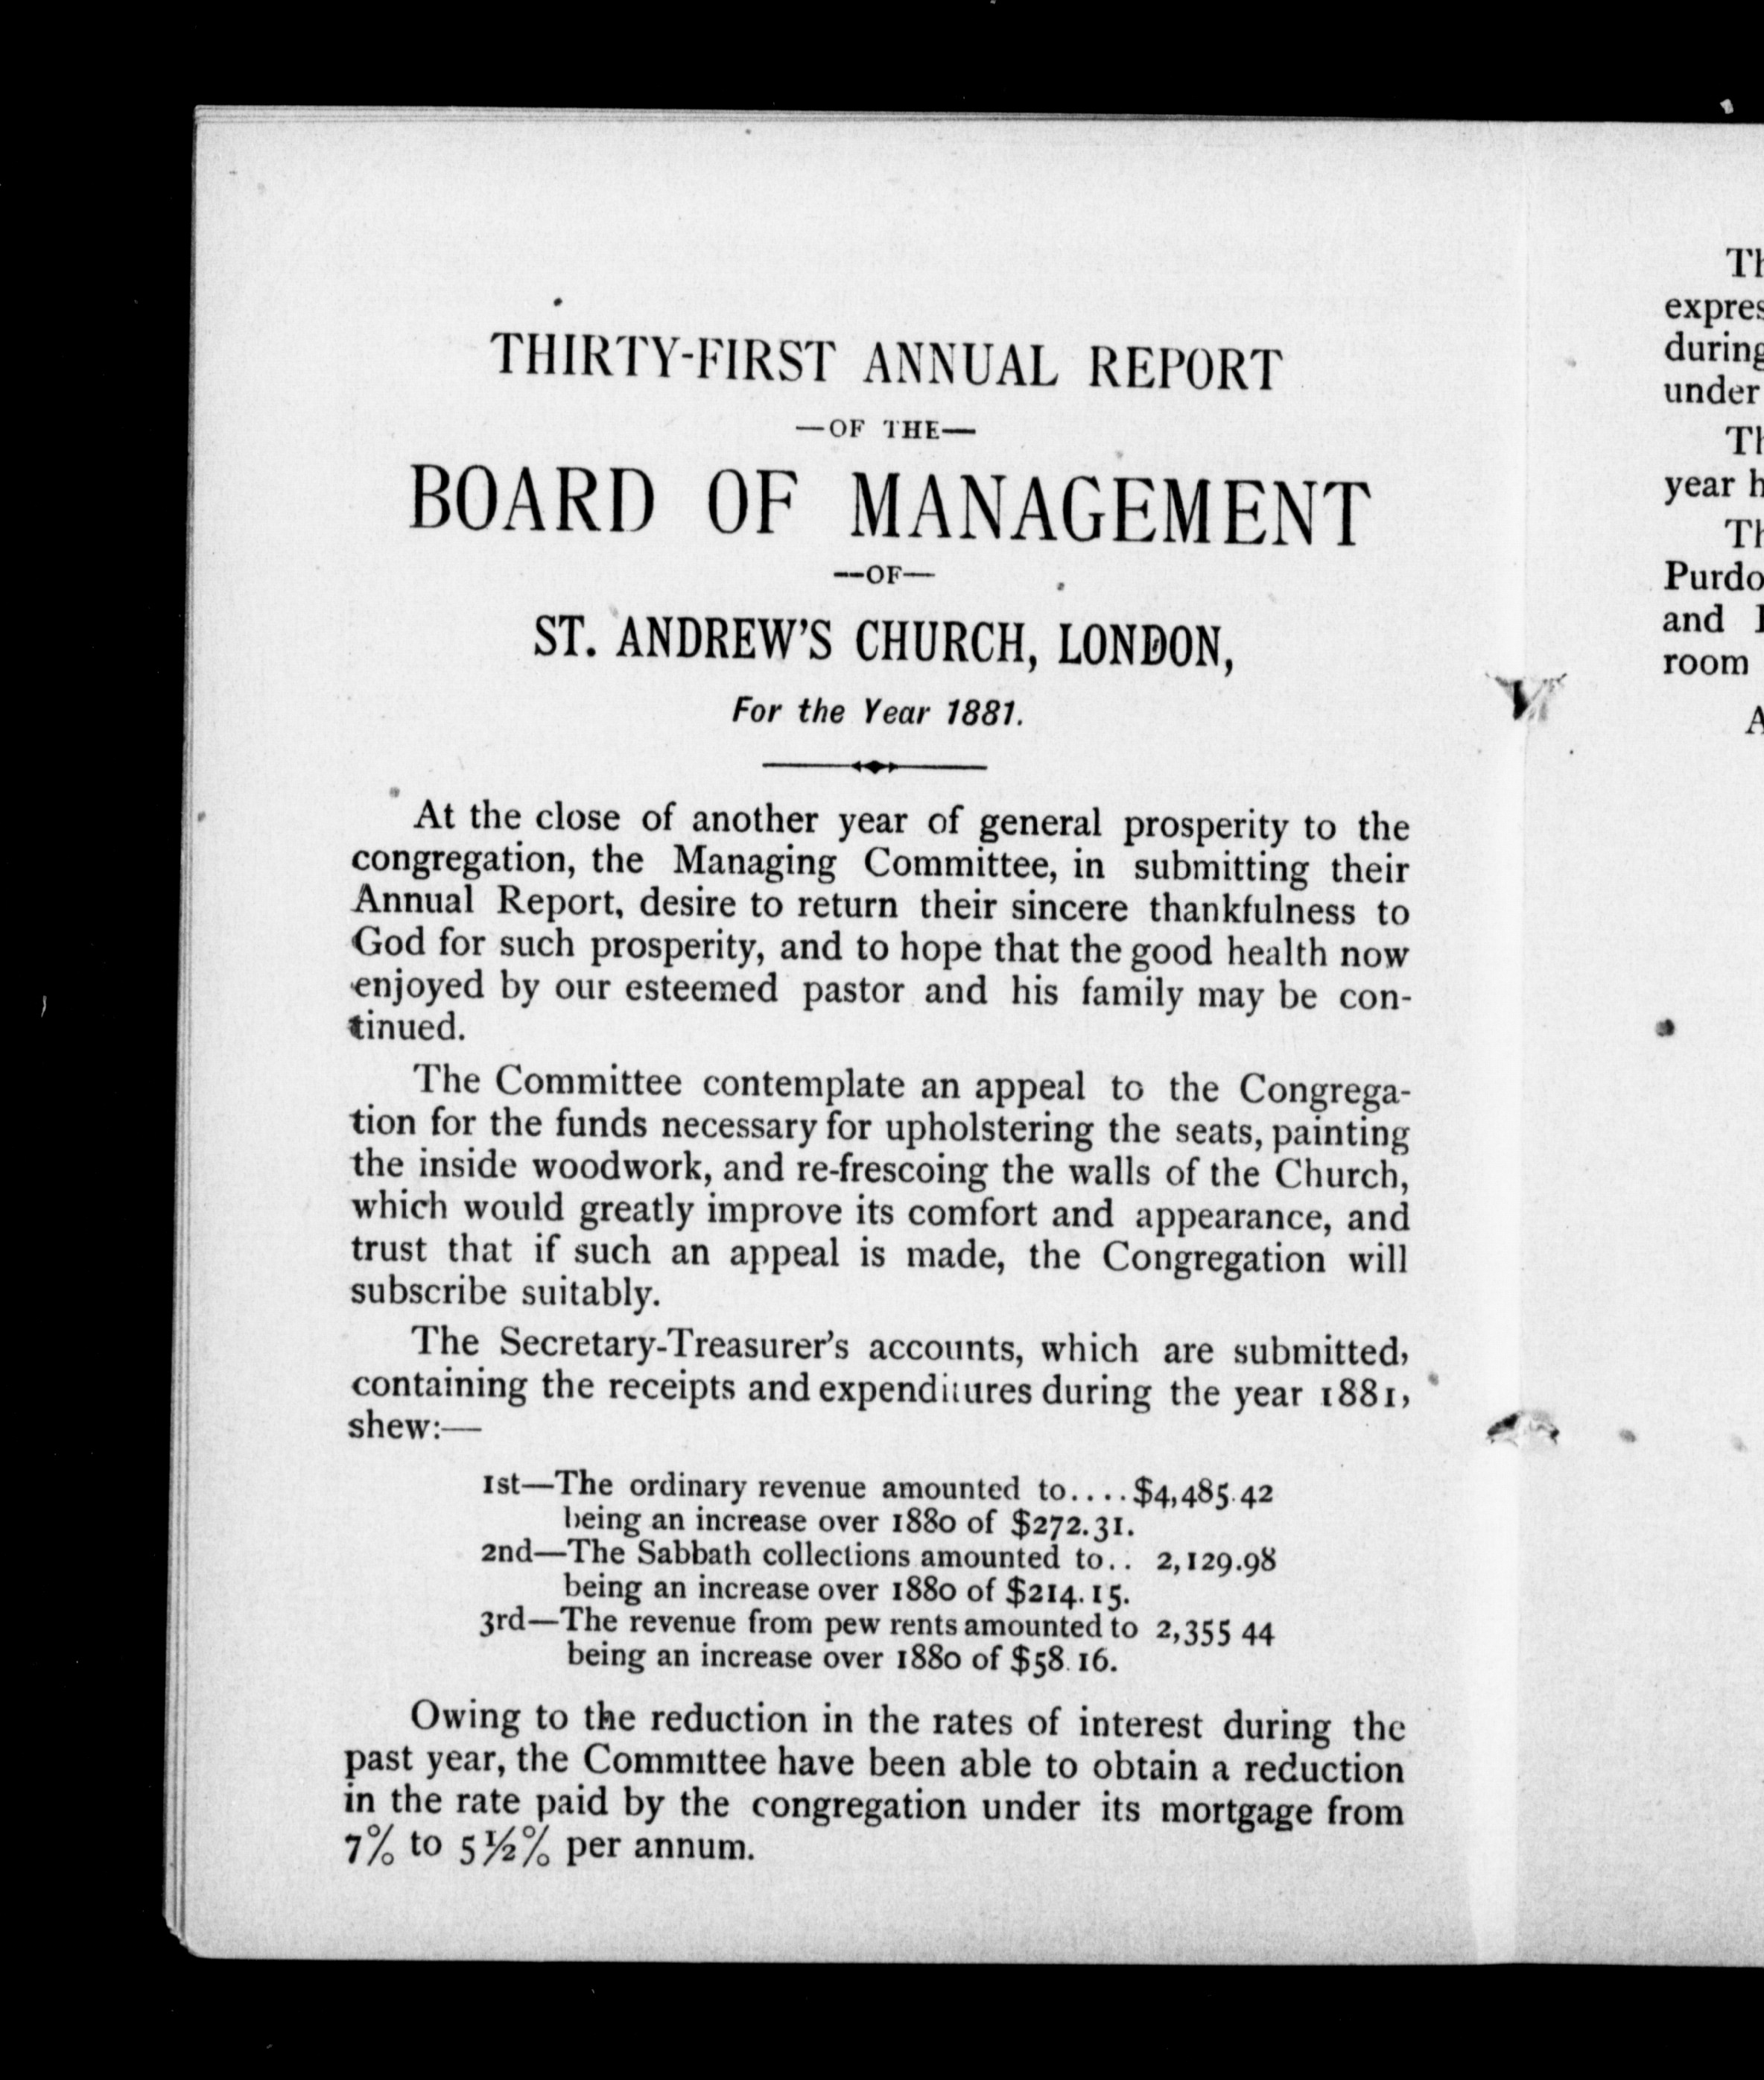 THIRTY-FIRST ANNUAL REPORT
—OF THE—
BOARD OF MANAGEMENT
—OF—
ST. ANDREW'S CHURCH, LONDON,
For the Year 1881.
At the close of another year of general prosperity to the
congregation, the Managing Committee, in submitting their
Annual Report, desire to return their sincere thankfulness to
God for such prosperity, and to hope that the good health now
enjoyed by our esteemed pastor and his family may be con-
tinued.
The Committee contemplate an appeal to the Congrega-
tion for the funds necessary for upholstering the seats, painting
the inside woodwork, and re-frescoing the walls of the Church,
which would greatly improve its comfort and appearance, and
trust that if such an appeal is made, the Congregation will
subscribe suitably.
The Secretary-Treasurer's accounts, which are submitted,
containing the receipts and expenditures during the year 1881,
shew:—
1st—The ordinary revenue amounted to....$4,485.42
being an increase over 1880 of $272.31.
2nd—The Sabbath collections amounted to.. 2,129.98
being an increase over 1880 of $214.15.
3rd—The revenue from pew rents amounted to 2,355 44
being an increase over 1880 of $58.16.
Owing to the reduction in the rates of interest during the
past year, the Committee have been able to obtain a reduction
in the rate paid by the congregation under its mortgage from
7% to 5½% per annum.
Th
expres
during
under
Th
year h
Th
Purdo
and
room
A